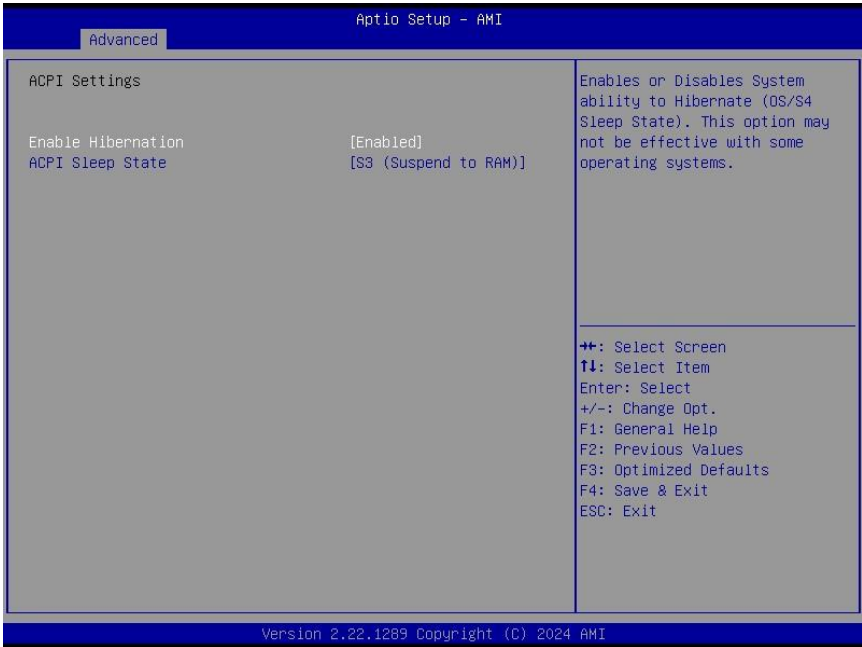 Aptio Setup – AMI
Advanced
ACPI Settings
Enable Hibernation [Enabled]
ACPI Sleep State [S3 (Suspend to RAM)]
Enables or Disables System
ability to Hibernate (OS/S4
Sleep State). This option may
not be effective with some
operating systems.
→←: Select Screen
↑↓: Select Item
Enter: Select
+/-: Change Opt.
F1: General Help
F2: Previous Values
F3: Optimized Defaults
F4: Save & Exit
ESC: Exit
Version 2.22.1289 Copyright (C) 2024 AMI